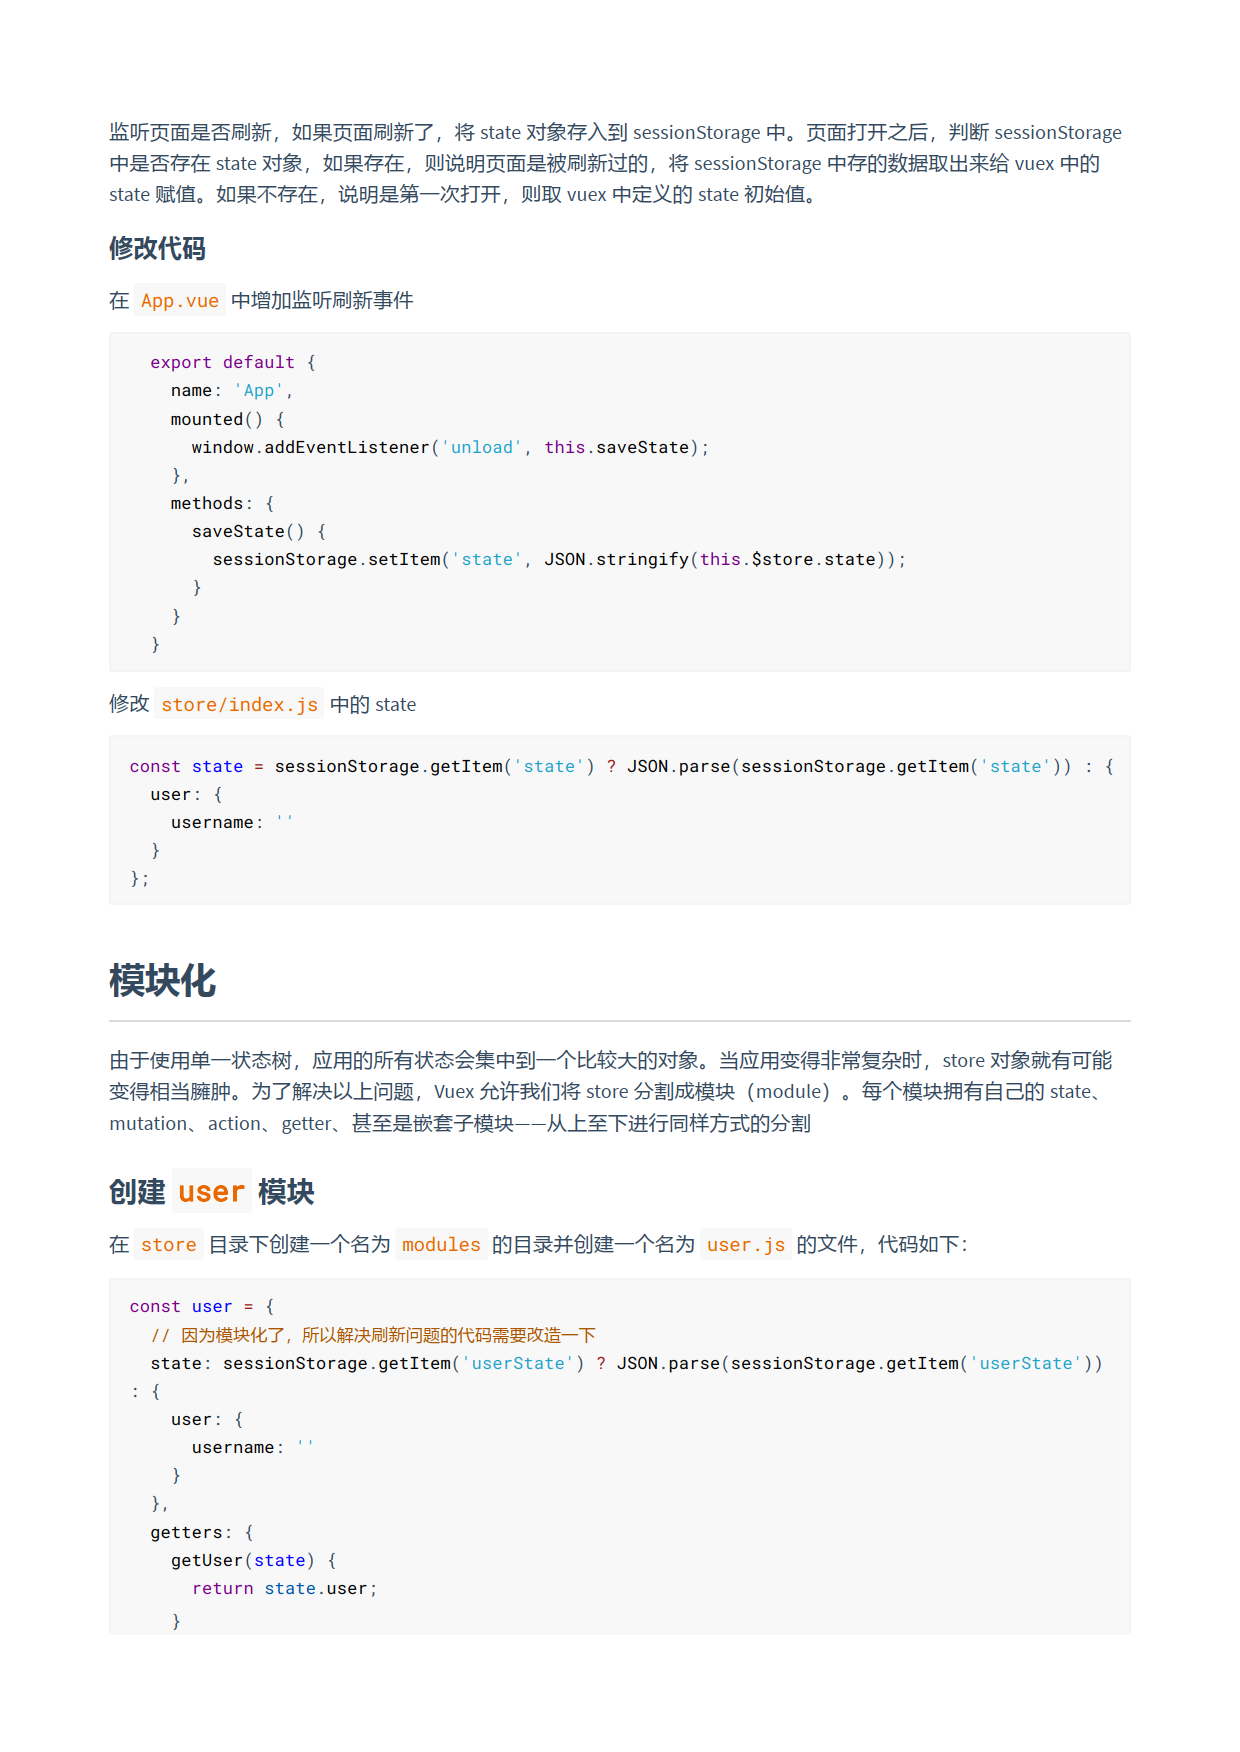 监听页面是否刷新，如果页面刷新了，将 state 对象存入到 sessionStorage 中。页面打开之后，判断 sessionStorage
中是否存在 state 对象，如果存在，则说明页面是被刷新过的，将 sessionStorage 中存的数据取出来给 vuex 中的
state 赋值。如果不存在，说明是第一次打开，则取 vuex 中定义的 state 初始值。
修改代码
在 App.vue 中增加监听刷新事件
export default {
name: 'App',
mounted() {
window.addEventListener('unload', this.saveState);
},
methods: {
saveState() {
sessionStorage.setItem('state', JSON.stringify(this.$store.state));
}
}
}
修改 store/index.js 中的 state
const state = sessionStorage.getItem('state') ? JSON.parse(sessionStorage.getItem('state')) : {
user: {
username: ''
}
};
模块化
由于使用单一状态树，应用的所有状态会集中到一个比较大的对象。当应用变得非常复杂时，store 对象就有可能
变得相当臃肿。为了解决以上问题，Vuex 允许我们将 store 分割成模块（module）。每个模块拥有自己的 state、
mutation、action、getter、甚至是嵌套子模块——从上至下进行同样方式的分割
创建 user 模块
在 store 目录下创建一个名为 modules 的目录并创建一个名为 user.js 的文件，代码如下：
const user = {
// 因为模块化了，所以解决刷新问题的代码需要改造一下
state: sessionStorage.getItem('userState') ? JSON.parse(sessionStorage.getItem('userState'))
: {
user: {
username: ''
}
},
getters: {
getUser(state) {
return state.user;
}